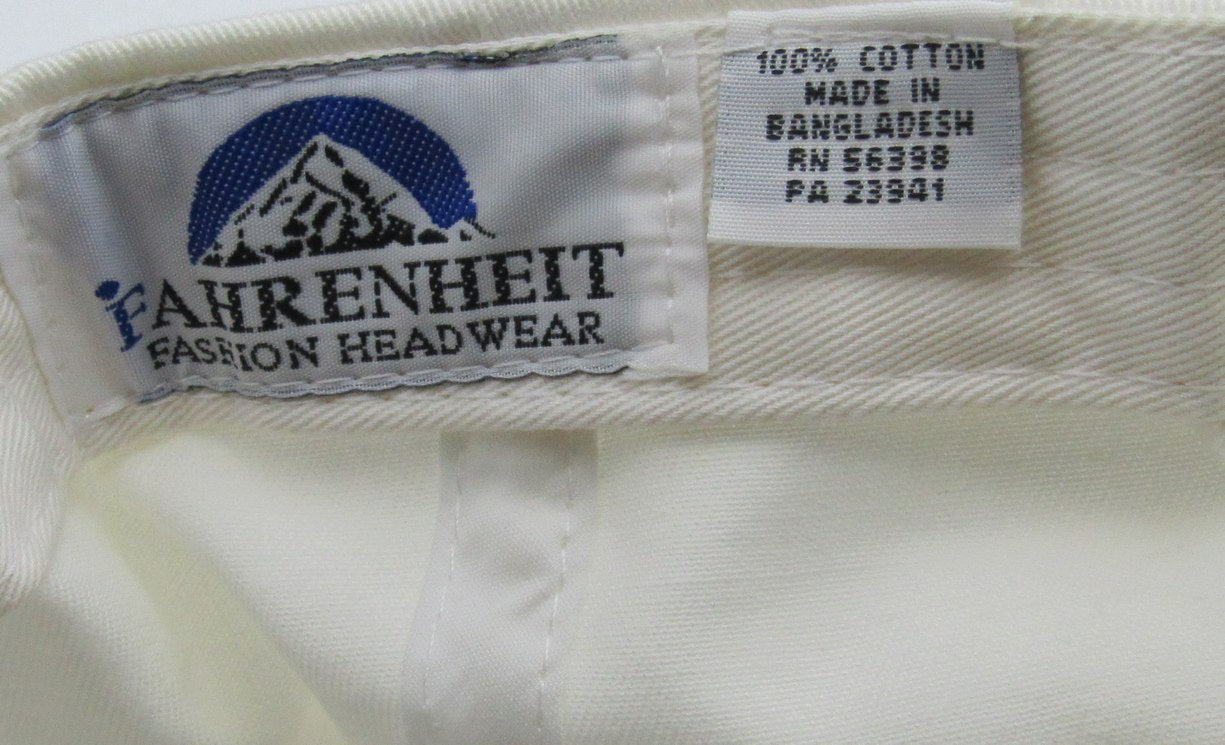 °FAHRENHEIT
FASHION HEADWEAR
100% COTTON
MADE IN
BANGLADESH
RN 56398
PA 23941